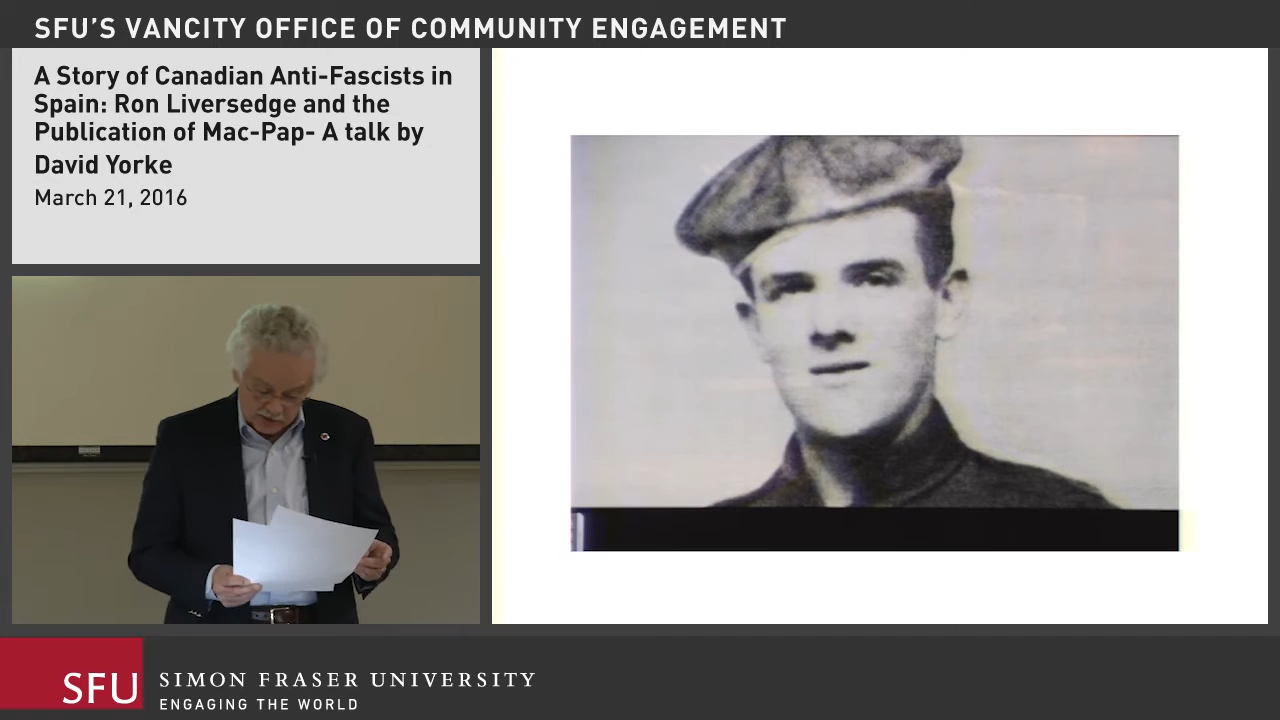 SFU'S VANCITY OFFICE OF COMMUNITY ENGAGEMENT
A Story of Canadian Anti-Fascists in
Spain: Ron Liversedge and the
Publication of Mac-Pap- A talk by
David Yorke
March 21, 2016
SFU
SIMON FRASER UNIVERSITY
ENGAGING THE WORLD